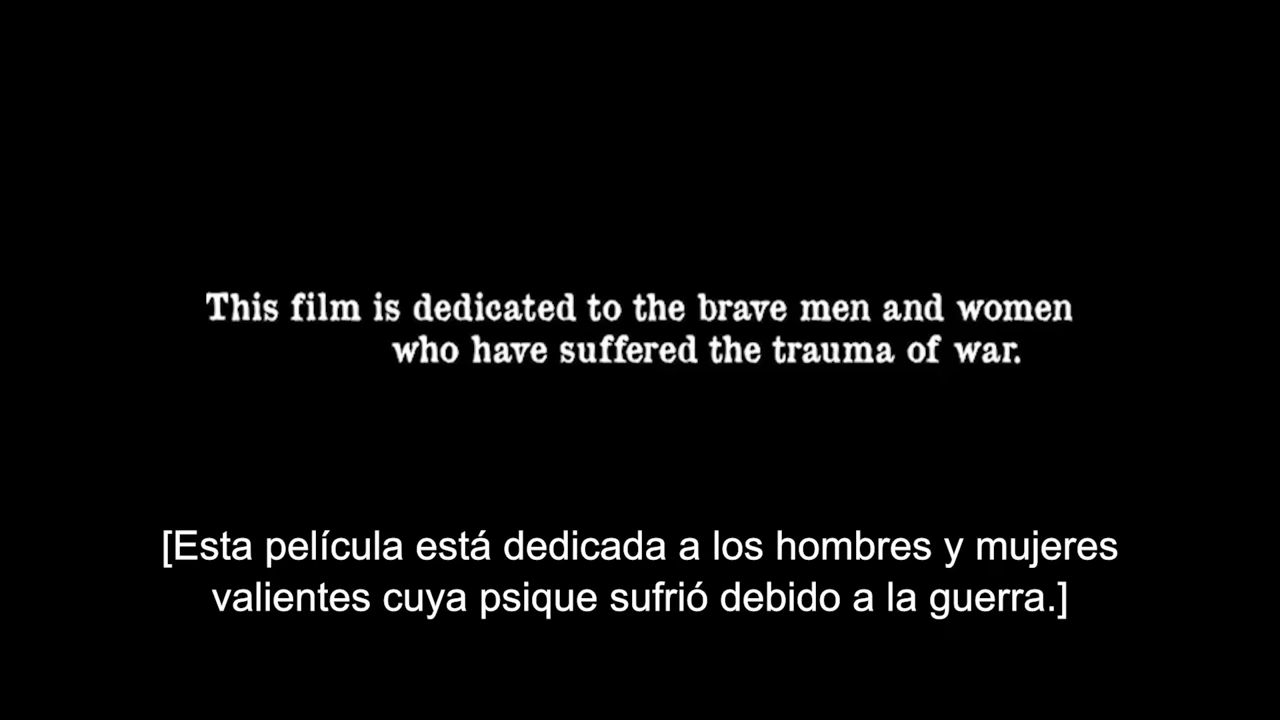 This film is dedicated to the brave men and women
who have suffered the trauma of war.
[Esta película está dedicada a los hombres y mujeres
valientes cuya psique sufrió debido a la guerra.]